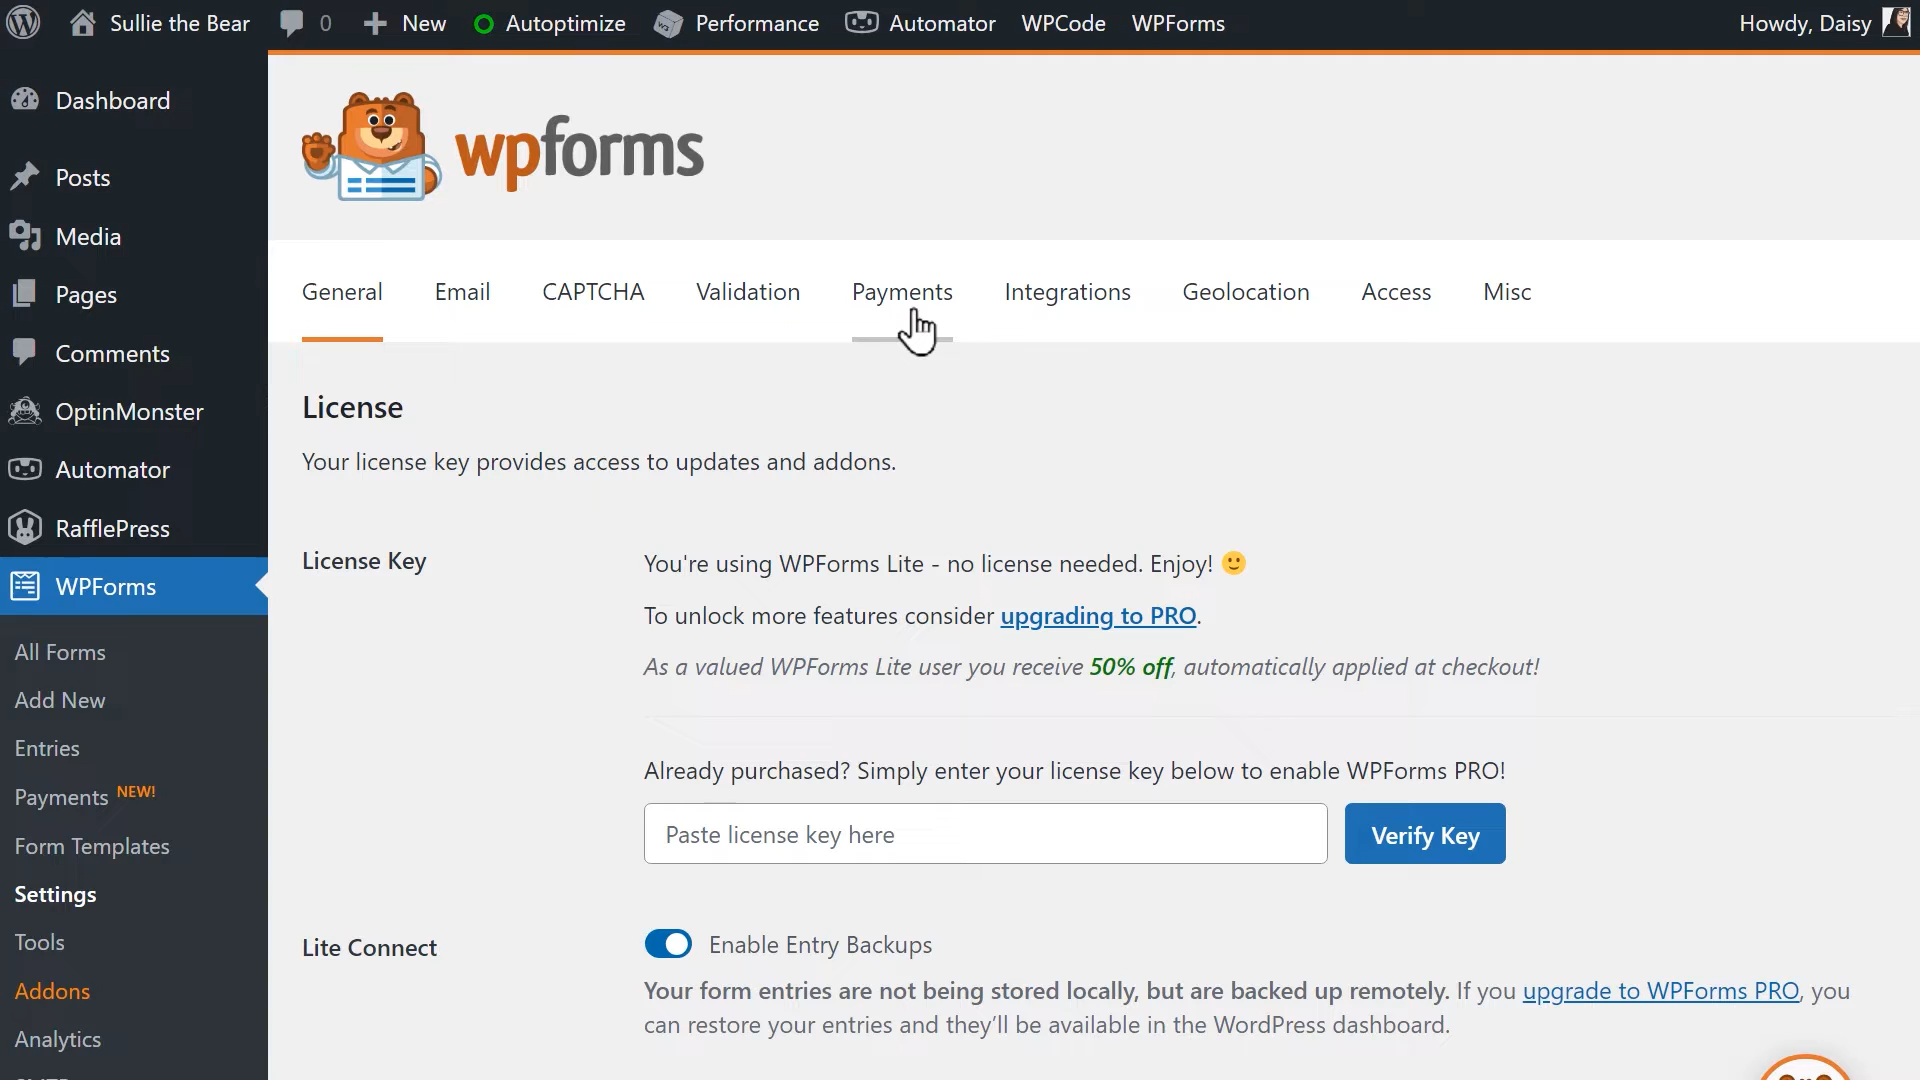 Sullie the Bear
0
New
Autoptimize
Performance
Automator
WPCode
WPForms
Howdy, Daisy
Dashboard
Posts
Media
Pages
Comments
OptinMonster
Automator
RafflePress
WPForms
All Forms
Add New
Entries
Payments NEW!
Form Templates
Settings
Tools
Addons
Analytics
wpforms
General
Email
CAPTCHA
Validation
Payments
Integrations
Geolocation
Access
Misc
License
Your license key provides access to updates and addons.
License Key
You're using WPForms Lite - no license needed. Enjoy! 🙂
To unlock more features consider upgrading to PRO.
As a valued WPForms Lite user you receive 50% off, automatically applied at checkout!
Already purchased? Simply enter your license key below to enable WPForms PRO!
Paste license key here
Verify Key
Lite Connect
Enable Entry Backups
Your form entries are not being stored locally, but are backed up remotely. If you upgrade to WPForms PRO, you
can restore your entries and they’ll be available in the WordPress dashboard.